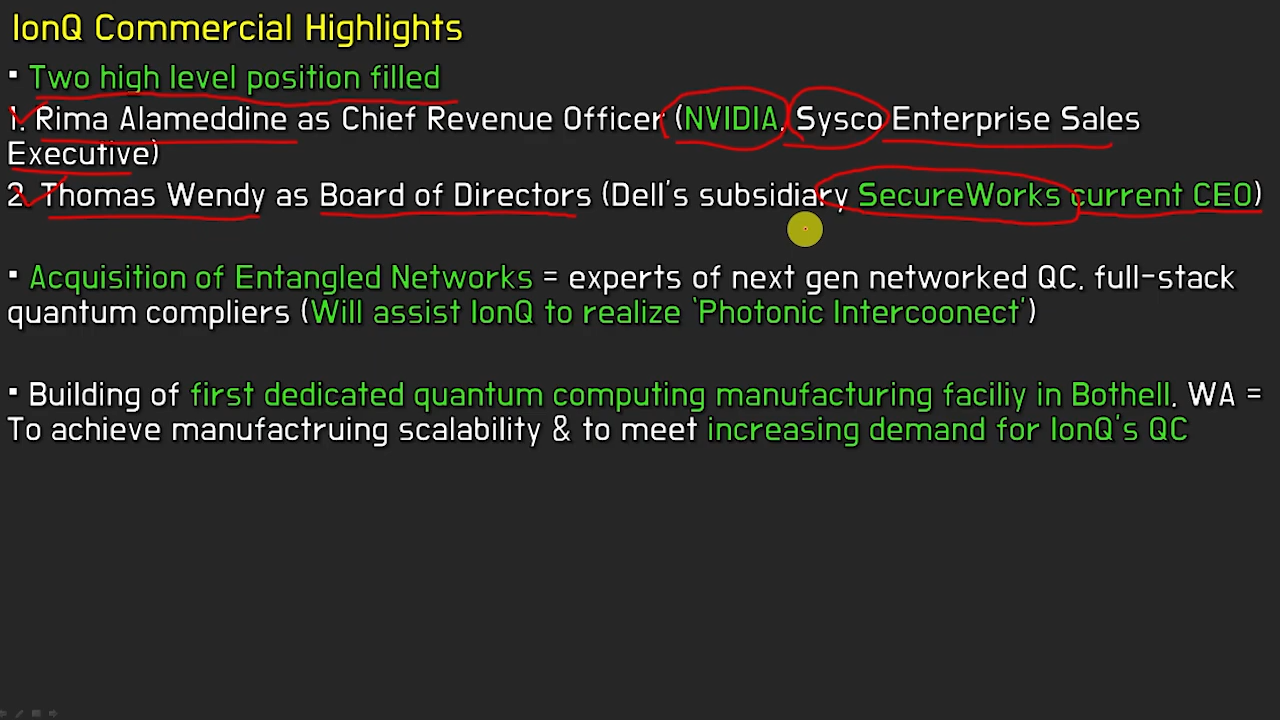 IonQ Commercial Highlights
▪ Two high level position filled
1. Rima Alameddine as Chief Revenue Officer (NVIDIA, Sysco Enterprise Sales
Executive)
2. Thomas Wendy as Board of Directors (Dell's subsidiary SecureWorks current CEO)
▪ Acquisition of Entangled Networks = experts of next gen networked QC, full-stack
quantum compliers (Will assist IonQ to realize 'Photonic Intercoonect')
▪ Building of first dedicated quantum computing manufacturing faciliy in Bothell, WA =
To achieve manufactruing scalability & to meet increasing demand for IonQ's QC